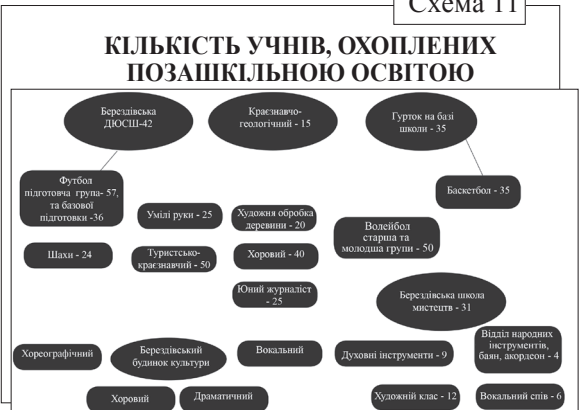 Схема 11
КІЛЬКІСТЬ УЧНІВ, ОХОПЛЕНИХ
ПОЗАШКІЛЬНОЮ ОСВІТОЮ
Берездівська
ДЮСШ-42
Краєзнавчо-
геологічний - 15
Гурток на базі
школи - 35
Футбол
підготовча група- 57,
та базової
підготовки -36
Баскетбол - 35
Умілі руки - 25
Художня обробка
деревини - 20
Волейбол
старша та
молодша групи - 50
Шахи - 24
Туристсько-
краєзнавчий - 50
Хоровий - 40
Юний журналіст
- 25
Берездівська школа
мистецтв - 31
Хореографічний
Берездівський
будинок культури
Вокальний
Духовні інструменти - 9
Відділ народних
інструментів,
баян, акордеон - 4
Хоровий
Драматичний
Художній клас - 12
Вокальний спів - 6